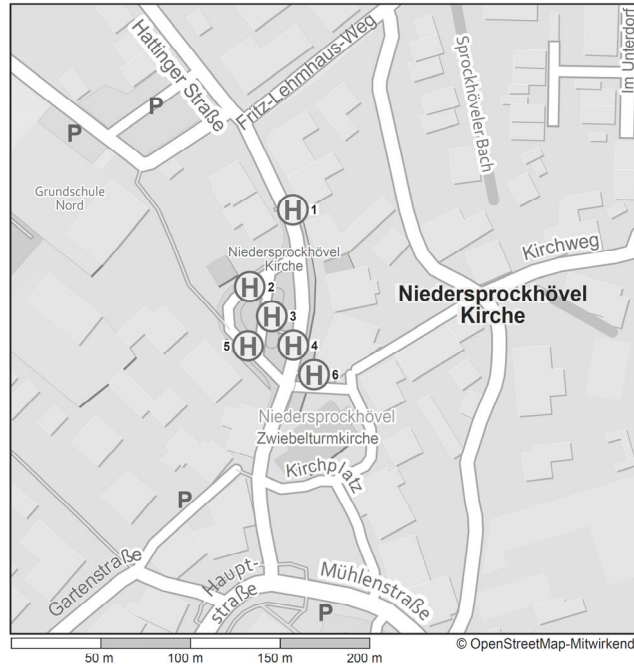 Hattinger Straße
Fritz-Lehmhaus-Weg
Sprockhöveler Bach
Im Unterdorf
P
P
Grundschule
Nord
H 1
Kirchweg
Niedersprockhövel
Kirche
H 2
Niedersprockhövel
Kirche
H 3
5 H
H 4
H 6
Niedersprockhövel
Zwiebelturmkirche
Kirchplatz
P
Gartenstraße
Haupt-
straße
Mühlenstraße
P
50 m
100 m
150 m
200 m
© OpenStreetMap-Mitwirkend